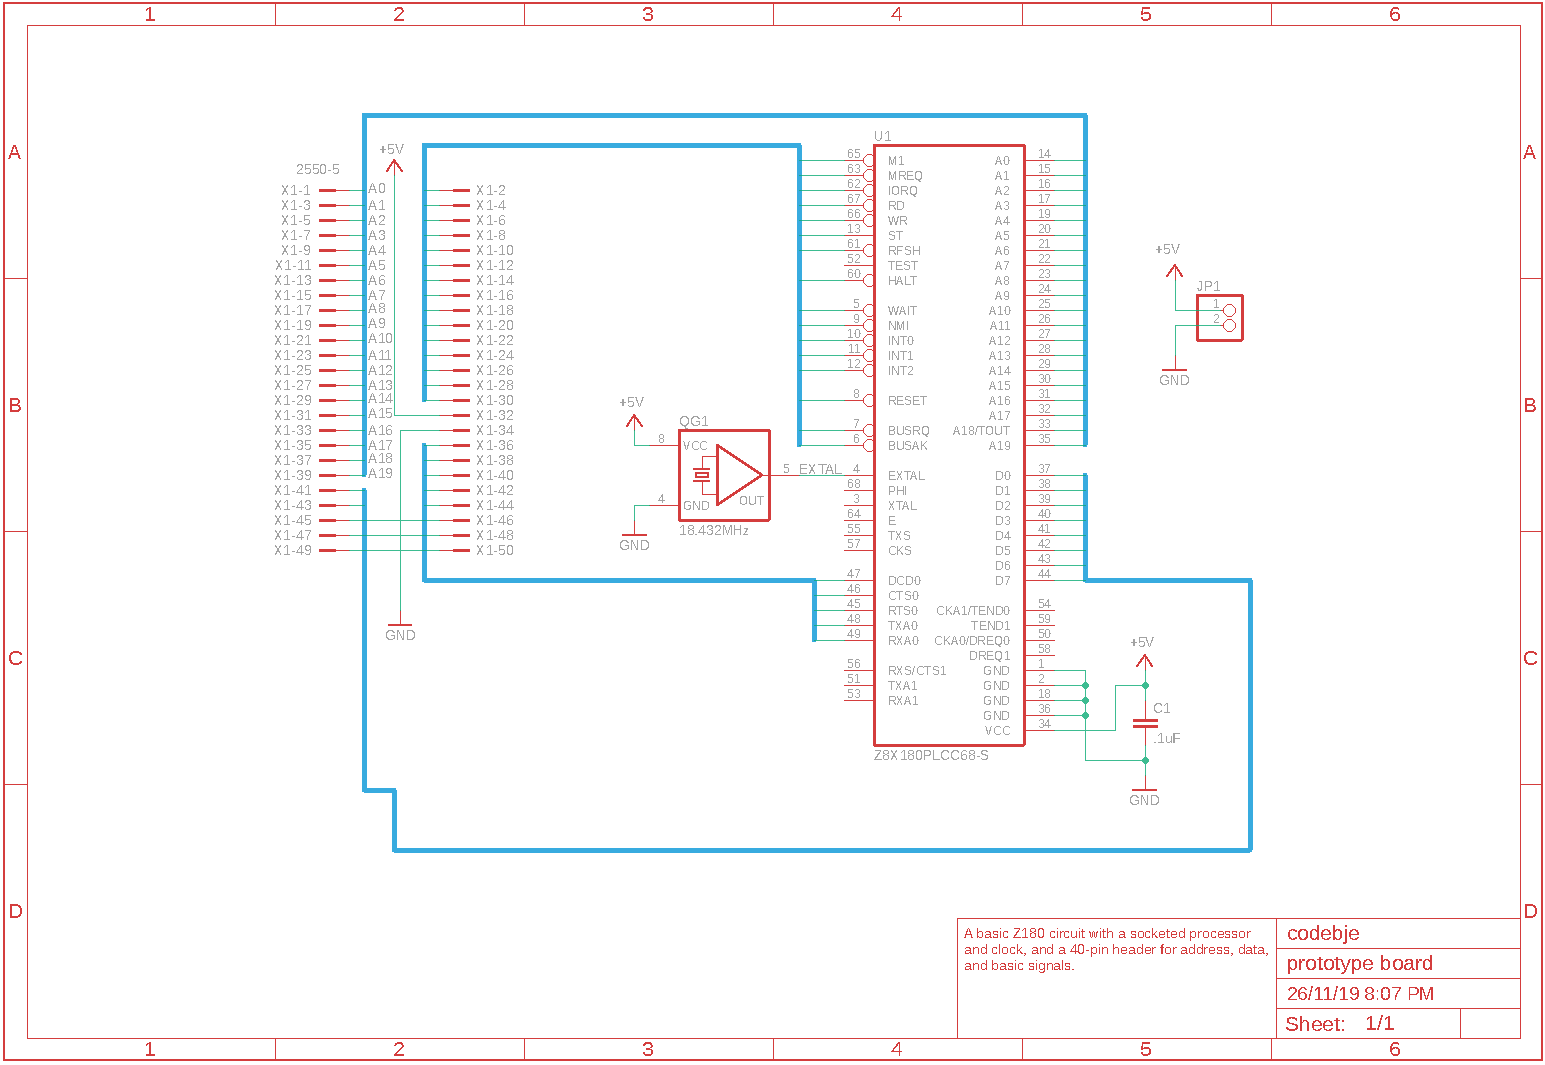 1 2 3 4 5 6
A A
B B
C C
D D
1 2 3 4 5 6
2550-5
+5V
X1-1 A0 X1-2
X1-3 A1 X1-4
X1-5 A2 X1-6
X1-7 A3 X1-8
X1-9 A4 X1-10
X1-11 A5 X1-12
X1-13 A6 X1-14
X1-15 A7 X1-16
X1-17 A8 X1-18
X1-19 A9 X1-20
X1-21 A10 X1-22
X1-23 A11 X1-24
X1-25 A12 X1-26
X1-27 A13 X1-28
X1-29 A14 X1-30
X1-31 A15 X1-32
X1-33 A16 X1-34
X1-35 A17 X1-36
X1-37 A18 X1-38
X1-39 A19 X1-40
X1-41 X1-42
X1-43 X1-44
X1-45 X1-46
X1-47 X1-48
X1-49 X1-50
GND
+5V
QG1
8 VCC
5 EXTAL
4 GND OUT
18.432MHz
GND
U1
65 M1 A0 14
63 MREQ A1 15
62 IORQ A2 16
67 RD A3 17
66 WR A4 19
13 ST A5 20
61 RFSH A6 21
52 TEST A7 22
60 HALT A8 23
A9 24
5 WAIT A10 25
9 NMI A11 26
10 INT0 A12 27
11 INT1 A13 28
12 INT2 A14 29
A15 30
8 RESET A16 31
A17 32
7 BUSRQ A18/TOUT 33
6 BUSAK A19 35
4 EXTAL D0 37
68 PHI D1 38
3 XTAL D2 39
64 E D3 40
55 TXS D4 41
57 CKS D5 42
D6 43
47 DCD0 D7 44
46 CTS0
45 RTS0 CKA1/TEND0 54
48 TXA0 TEND1 59
49 RXA0 CKA0/DREQ0 50
DREQ1 58
56 RXS/CTS1 GND 1
51 TXA1 GND 2
53 RXA1 GND 18
GND 36
VCC 34
Z8X180PLCC68-S
+5V
JP1
1
2
GND
+5V
C1
.1uF
GND
A basic Z180 circuit with a socketed processor
and clock, and a 40-pin header for address, data,
and basic signals.
codebje
prototype board
26/11/19 8:07 PM
Sheet: 1/1